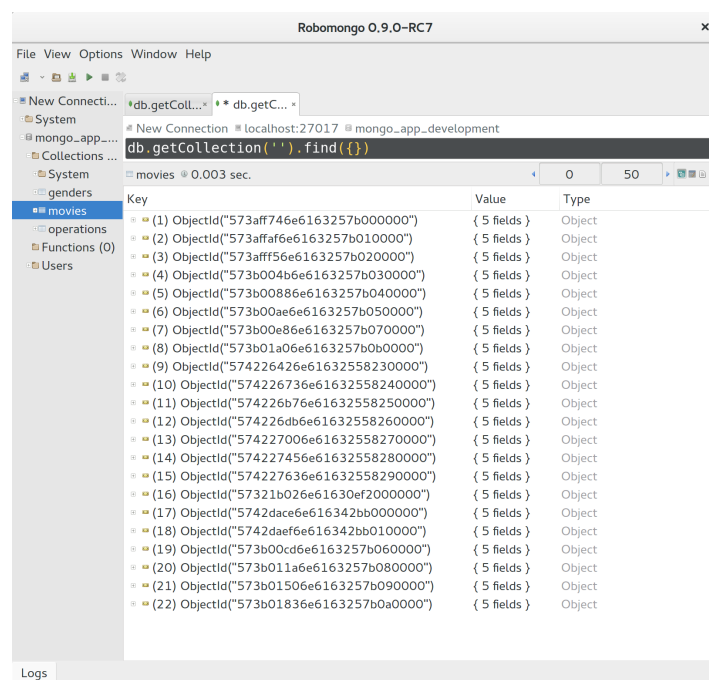 Robomongo 0.9.0-RC7
File View Options Window Help
New Connecti...
System
mongo_app_...
Collections ...
System
genders
movies
operations
Functions (0)
Users
db.getColl...
* db.getC...
New Connection localhost:27017 mongo_app_development
db.getCollection('').find({})
movies 0.003 sec. 0 50
Key Value Type
(1) ObjectId("573aff746e6163257b000000") { 5 fields } Object
(2) ObjectId("573affaf6e6163257b010000") { 5 fields } Object
(3) ObjectId("573afff56e6163257b020000") { 5 fields } Object
(4) ObjectId("573b004b6e6163257b030000") { 5 fields } Object
(5) ObjectId("573b00886e6163257b040000") { 5 fields } Object
(6) ObjectId("573b00ae6e6163257b050000") { 5 fields } Object
(7) ObjectId("573b00e86e6163257b070000") { 5 fields } Object
(8) ObjectId("573b01a06e6163257b0b0000") { 5 fields } Object
(9) ObjectId("574226426e61632558230000") { 5 fields } Object
(10) ObjectId("574226736e61632558240000") { 5 fields } Object
(11) ObjectId("574226b76e61632558250000") { 5 fields } Object
(12) ObjectId("574226db6e61632558260000") { 5 fields } Object
(13) ObjectId("574227006e61632558270000") { 5 fields } Object
(14) ObjectId("574227456e61632558280000") { 5 fields } Object
(15) ObjectId("574227636e61632558290000") { 5 fields } Object
(16) ObjectId("57321b026e61630ef2000000") { 5 fields } Object
(17) ObjectId("5742dace6e616342bb000000") { 5 fields } Object
(18) ObjectId("5742daef6e616342bb010000") { 5 fields } Object
(19) ObjectId("573b00cd6e6163257b060000") { 5 fields } Object
(20) ObjectId("573b011a6e6163257b080000") { 5 fields } Object
(21) ObjectId("573b01506e6163257b090000") { 5 fields } Object
(22) ObjectId("573b01836e6163257b0a0000") { 5 fields } Object
Logs